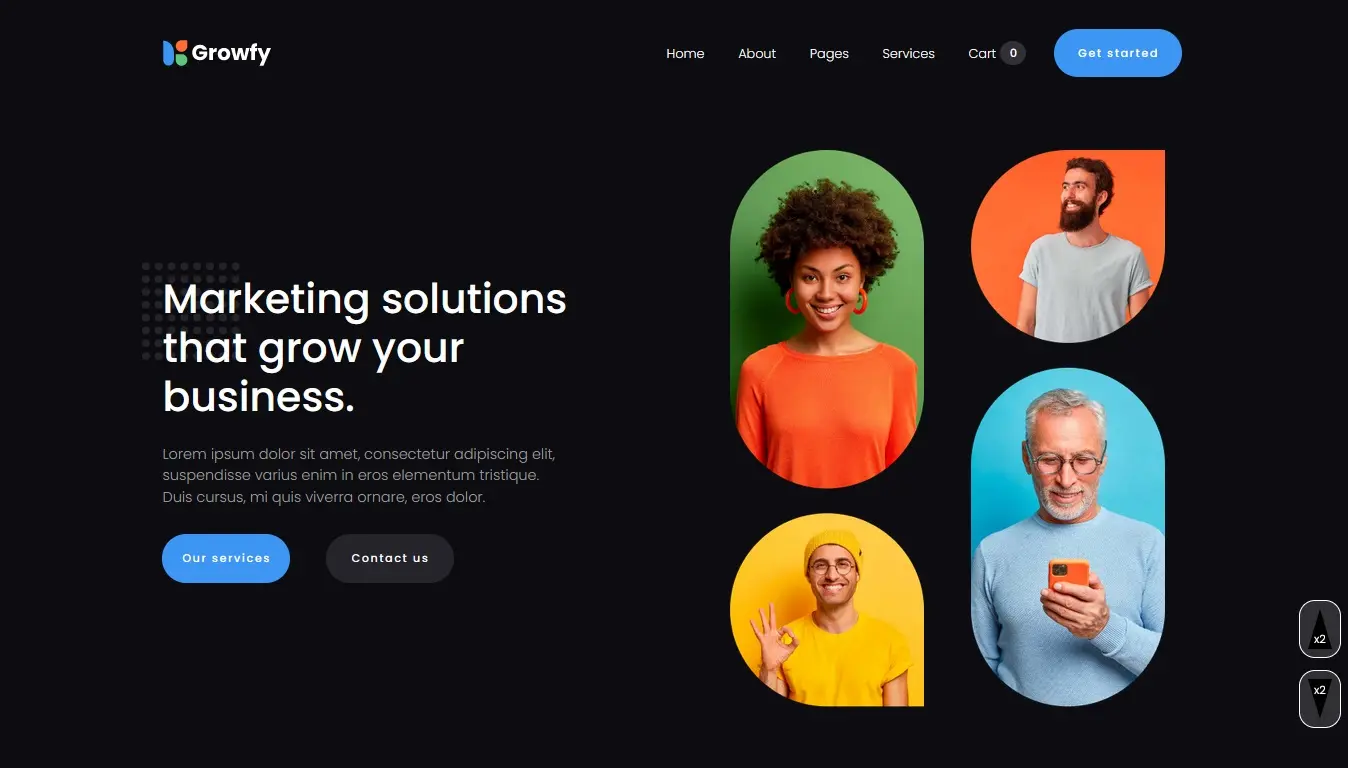 Growfy
Home About Pages Services Cart 0 Get started
Marketing solutions
that grow your
business.
Lorem ipsum dolor sit amet, consectetur adipiscing elit,
suspendisse varius enim in eros elementum tristique.
Duis cursus, mi quis viverra ornare, eros dolor.
Our services Contact us
x2
x2